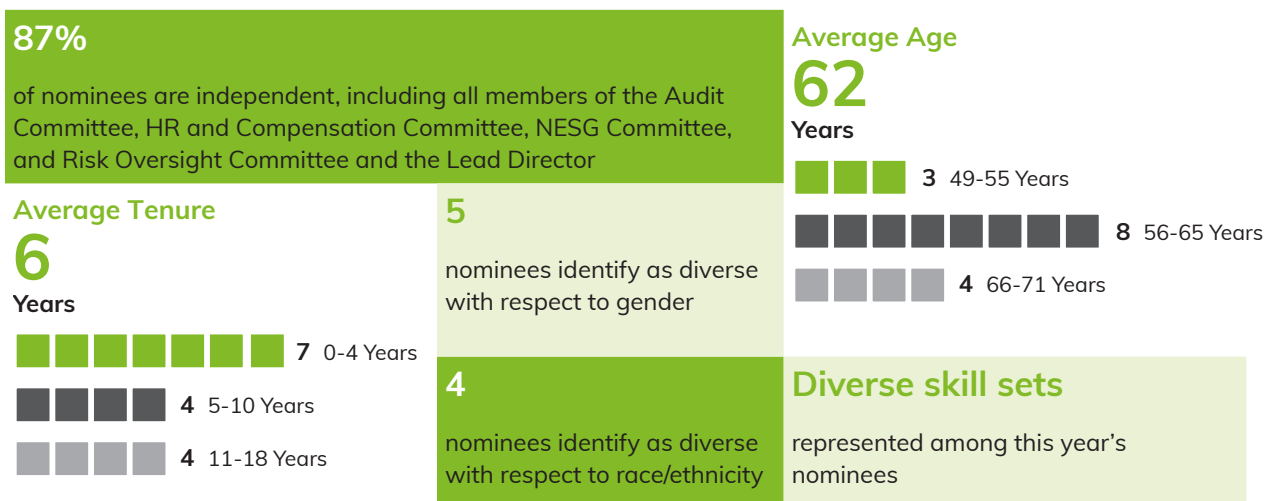 87%
of nominees are independent, including all members of the Audit
Committee, HR and Compensation Committee, NESG Committee,
and Risk Oversight Committee and the Lead Director
Average Age
62
Years
3 49-55 Years
8 56-65 Years
4 66-71 Years
Average Tenure
6
Years
7 0-4 Years
4 5-10 Years
4 11-18 Years
5
nominees identify as diverse
with respect to gender
4
nominees identify as diverse
with respect to race/ethnicity
Diverse skill sets
represented among this year’s
nominees